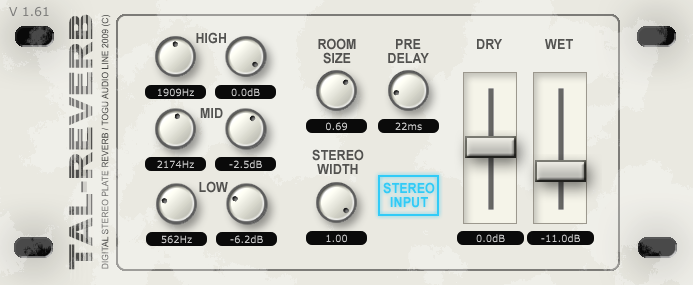 V 1.61
TAL-REVERB
DIGITAL STEREO PLATE REVERB / TOGU AUDIO LINE 2009 (C)
HIGH
1909Hz
0.0dB
MID
2174Hz
-2.5dB
LOW
562Hz
-6.2dB
ROOM
SIZE
0.69
PRE
DELAY
22ms
STEREO
WIDTH
1.00
STEREO
INPUT
DRY
0.0dB
WET
-11.0dB